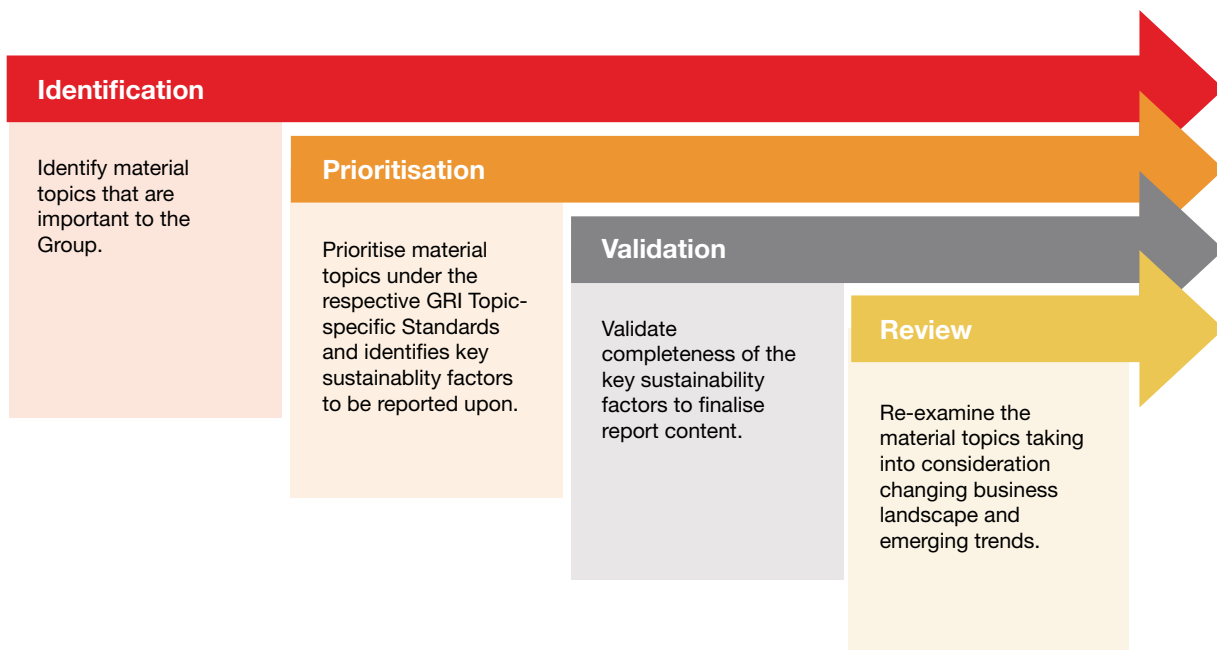 Identification
Identify material
topics that are
important to the
Group.
Prioritisation
Prioritise material
topics under the
respective GRI Topic-
specific Standards
and identifies key
sustainablity factors
to be reported upon.
Validation
Validate
completeness of the
key sustainability
factors to finalise
report content.
Review
Re-examine the
material topics taking
into consideration
changing business
landscape and
emerging trends.